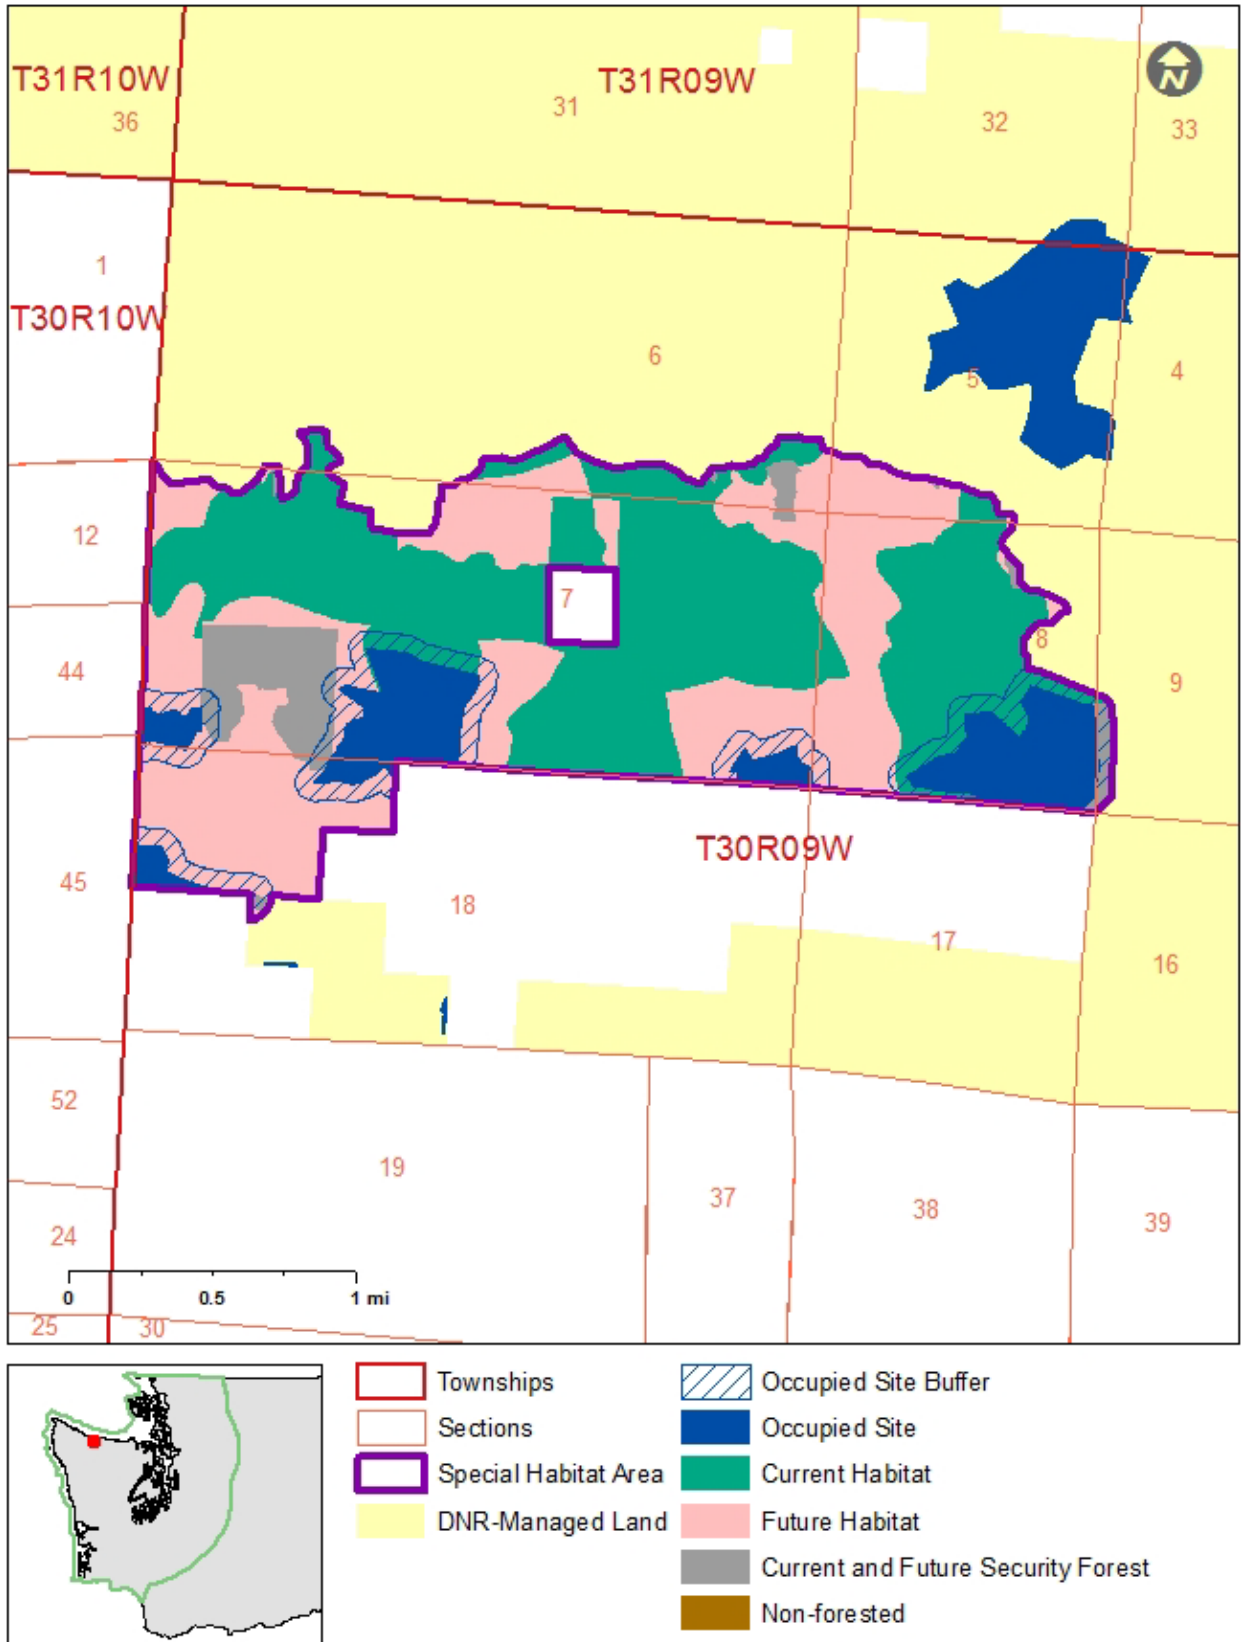 T31R10W
T31R09W
N
36
31
32
33
1
T30R10W
6
5
4
12
7
8
44
9
T30R09W
45
18
17
16
52
19
37
38
39
24
0 0.5 1 mi
25
30
Townships
Sections
Special Habitat Area
DNR-Managed Land
Occupied Site Buffer
Occupied Site
Current Habitat
Future Habitat
Current and Future Security Forest
Non-forested